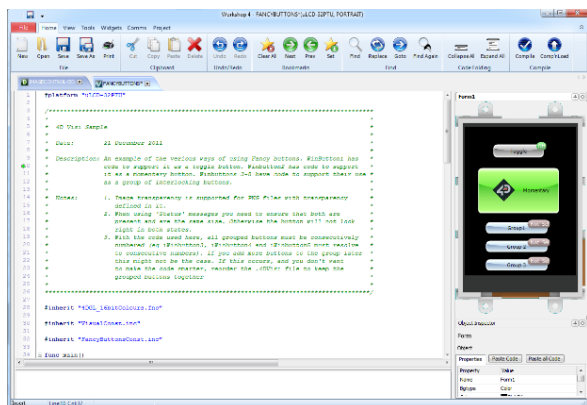 Workshop 4 - FANCYBUTTONS* (uLCD-32PTU, PORTRAIT)
File Home View Tools Widgets Comms Project
New Open Save Save As Print Cut Copy Paste Delete Undo Redo Clear All Next Prev Set Find Replace Goto Find Again Collapse All Expand All Compile Comp'nLoad
File Clipboard Undo/Redo Bookmarks Find Code Folding Compile
FANCYBUTTONS*
Form1
#platform "uLCD-32PTU"
* 4D Visi Sample
* Date: 21 December 2011
* Description: An example of the various ways of using Fancy buttons. Winbutton1 has
* code to support it as a toggle button. Winbutton2 has code to support
* it as a momentary button. Winbuttons 3-5 have code to support their use
* as a group of interlocking buttons.
* Notes: 1. Image transparency is supported for PNG files with transparency
* defined in it.
* 2. When using 'Status' messages you need to ensure that both are
* present and are the same size. Otherwise the button will not look
* right in both states.
* 3. With the code used here, all grouped buttons must be consecutively
* numbered (eg
* to consecutive numbers). If you add more buttons to the group later
* this might not be the case. If this occurs, and you don't want
* to make the code smarter, reorder the .4DVisi file to keep the
* grouped buttons together
#inherit "4DGL_16bitColours.fnc"
#inherit "VisualConst.inc"
#inherit "FancyButtonsConst.inc"
func main()
Toggle
Momentary
Group1
Group 2
Group 3
Object Inspector
Form
Object
Properties Paste Code Paste all Code
Property Value
Name Form1
Bgtype Color
Insert